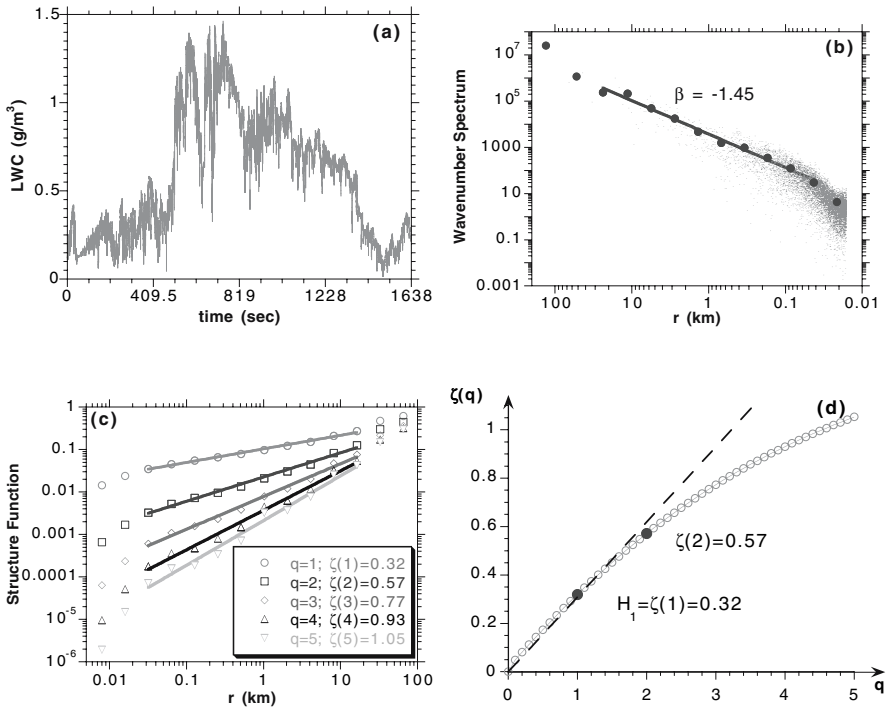 (a)
LWC (g/m³)
1.5
1
0.5
0
0 409.5 819 1228 1638
time (sec)
(b)
Wavenumber Spectrum
10⁷
10⁵
1000
10
0.1
0.001
β = -1.45
100 10 1 0.1 0.01
r (km)
(c)
Structure Function
1
0.1
0.01
0.001
0.0001
10⁻⁵
10⁻⁶
q=1; ζ(1)=0.32
q=2; ζ(2)=0.57
q=3; ζ(3)=0.77
q=4; ζ(4)=0.93
q=5; ζ(5)=1.05
0.01 0.1 1 10 100
r (km)
ζ(q)
(d)
1
0.8
0.6
0.4
0.2
0
ζ(2)=0.57
H₁=ζ(1)=0.32
0 1 2 3 4 5 q